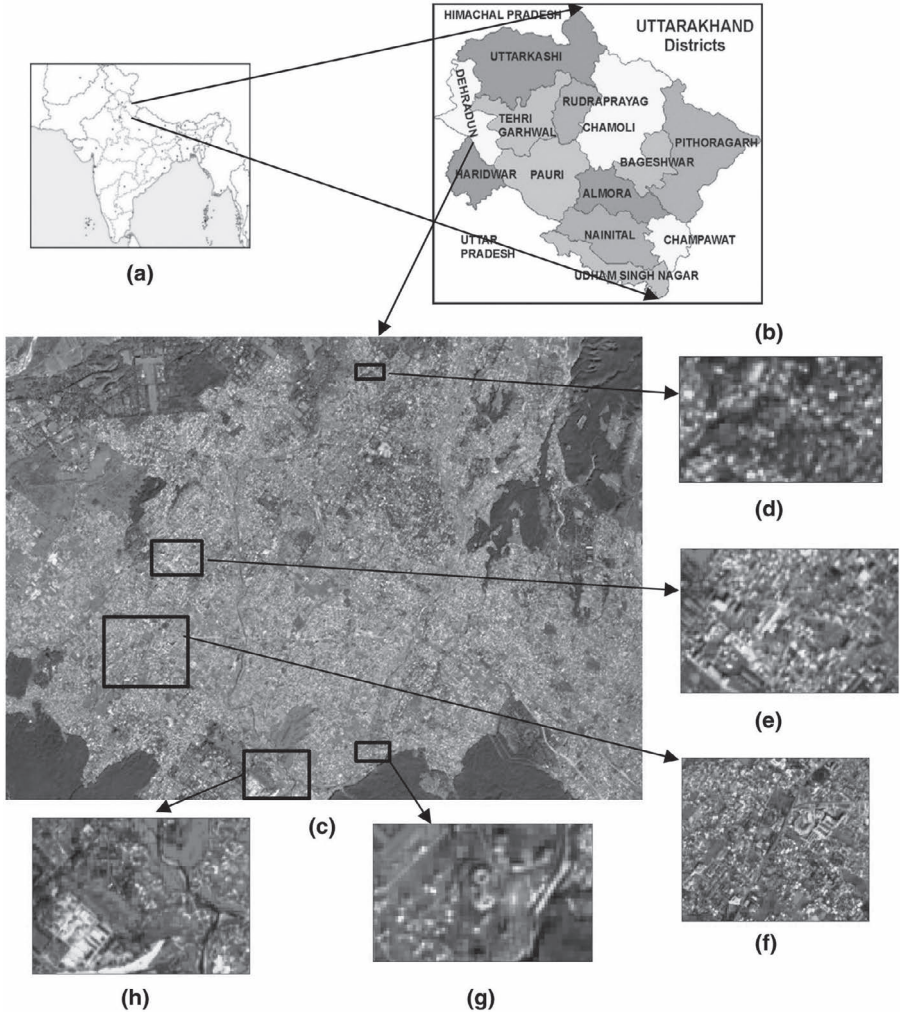 HIMACHAL PRADESH
UTTARAKHAND
Districts
UTTARKASHI
DEHRADUN
RUDRAPRAYAG
TEHRI
GARHWAL
CHAMOLI
PITHORAGARH
BAGESHWAR
HARIDWAR
PAURI
ALMORA
NAINITAL
CHAMPAWAT
UTTAR
PRADESH
UDHAM SINGH NAGAR
(a)
(b)
(d)
(e)
(c)
(f)
(h)
(g)